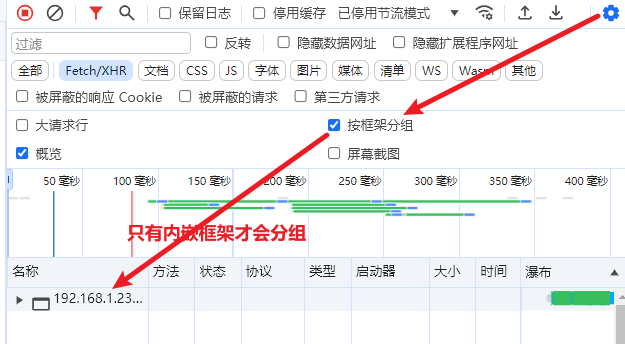 保留日志 停用缓存 已停用节流模式
过滤 反转 隐藏数据网址 隐藏扩展程序网址
全部 Fetch/XHR 文档 CSS JS 字体 图片 媒体 清单 WS Wasm 其他
被屏蔽的响应 Cookie 被屏蔽的请求 第三方请求
大请求行 按框架分组
概览 屏幕截图
50 毫秒 100 毫秒 150 毫秒 200 毫秒 250 毫秒 300 毫秒 350 毫秒 400 毫秒
只有内嵌框架才会分组
名称 方法 状态 协议 类型 启动器 大小 时间 瀑布
192.168.1.23...